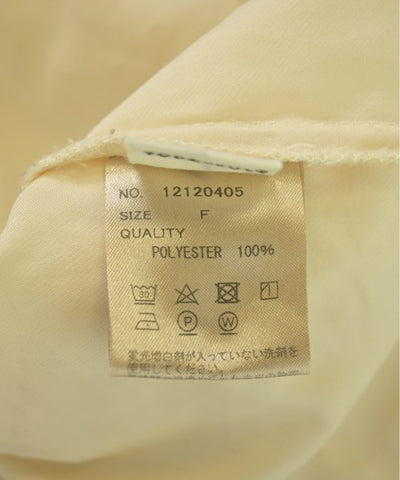 NO. 12120405
SIZE F
QUALITY
POLYESTER 100%
30
P W
蛍光増白剤が入っていない洗剤を
使用してください。